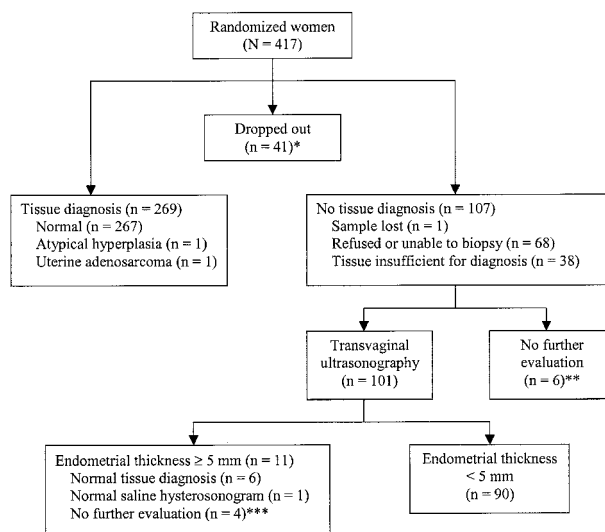 Randomized women
(N = 417)
Dropped out
(n = 41)*
Tissue diagnosis (n = 269)
Normal (n = 267)
Atypical hyperplasia (n = 1)
Uterine adenosarcoma (n = 1)
No tissue diagnosis (n = 107)
Sample lost (n = 1)
Refused or unable to biopsy (n = 68)
Tissue insufficient for diagnosis (n = 38)
Transvaginal
ultrasonography
(n = 101)
No further
evaluation
(n = 6)**
Endometrial thickness ≥ 5 mm (n = 11)
Normal tissue diagnosis (n = 6)
Normal saline hysterosonogram (n = 1)
No further evaluation (n = 4)***
Endometrial thickness
< 5 mm
(n = 90)